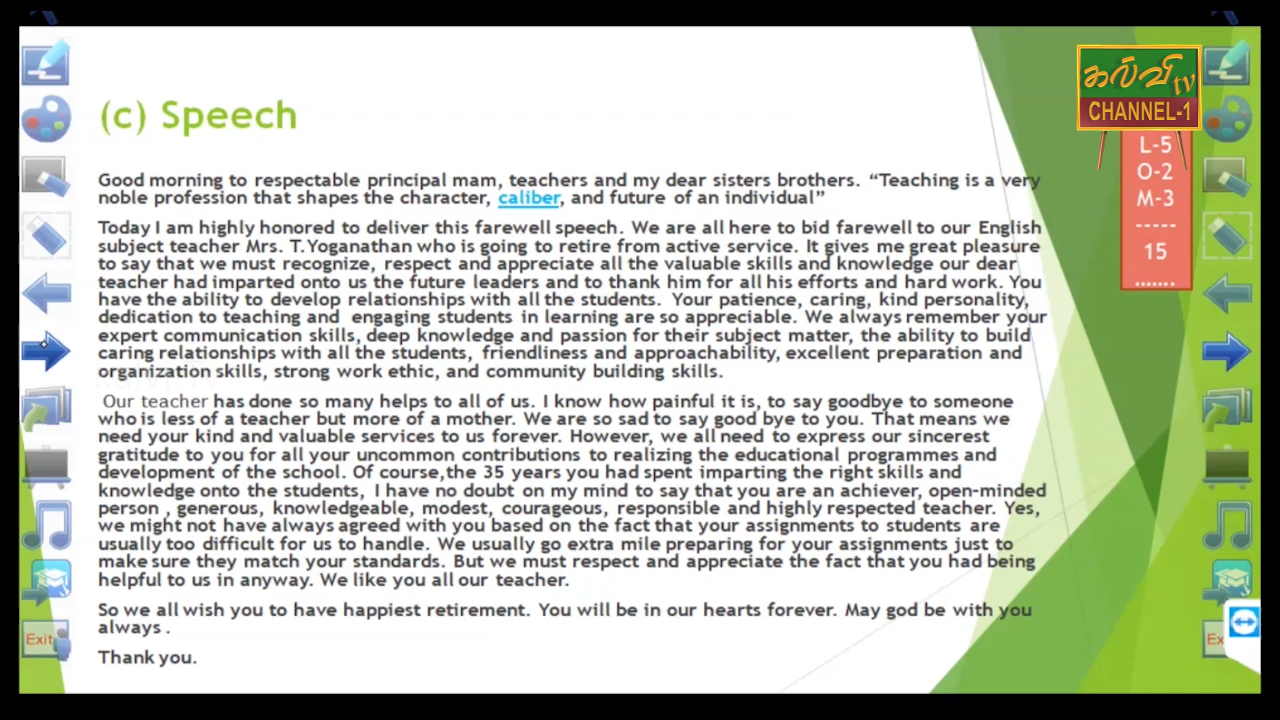 கல்வி tv
CHANNEL-1
(c) Speech
L-5
O-2
M-3
-----
15
.......
Good morning to respectable principal mam, teachers and my dear sisters brothers. “Teaching is a very
noble profession that shapes the character, caliber, and future of an individual”
Today I am highly honored to deliver this farewell speech. We are all here to bid farewell to our English
subject teacher Mrs. T.Yoganathan who is going to retire from active service. It gives me great pleasure
to say that we must recognize, respect and appreciate all the valuable skills and knowledge our dear
teacher had imparted onto us the future leaders and to thank him for all his efforts and hard work. You
have the ability to develop relationships with all the students. Your patience, caring, kind personality,
dedication to teaching and engaging students in learning are so appreciable. We always remember your
expert communication skills, deep knowledge and passion for their subject matter, the ability to build
caring relationships with all the students, friendliness and approachability, excellent preparation and
organization skills, strong work ethic, and community building skills.
Our teacher has done so many helps to all of us. I know how painful it is, to say goodbye to someone
who is less of a teacher but more of a mother. We are so sad to say good bye to you. That means we
need your kind and valuable services to us forever. However, we all need to express our sincerest
gratitude to you for all your uncommon contributions to realizing the educational programmes and
development of the school. Of course,the 35 years you had spent imparting the right skills and
knowledge onto the students, I have no doubt on my mind to say that you are an achiever, open-minded
person , generous, knowledgeable, modest, courageous, responsible and highly respected teacher. Yes,
we might not have always agreed with you based on the fact that your assignments to students are
usually too difficult for us to handle. We usually go extra mile preparing for your assignments just to
make sure they match your standards. But we must respect and appreciate the fact that you had being
helpful to us in anyway. We like you all our teacher.
So we all wish you to have happiest retirement. You will be in our hearts forever. May god be with you
always .
Thank you.
Exit
Ex